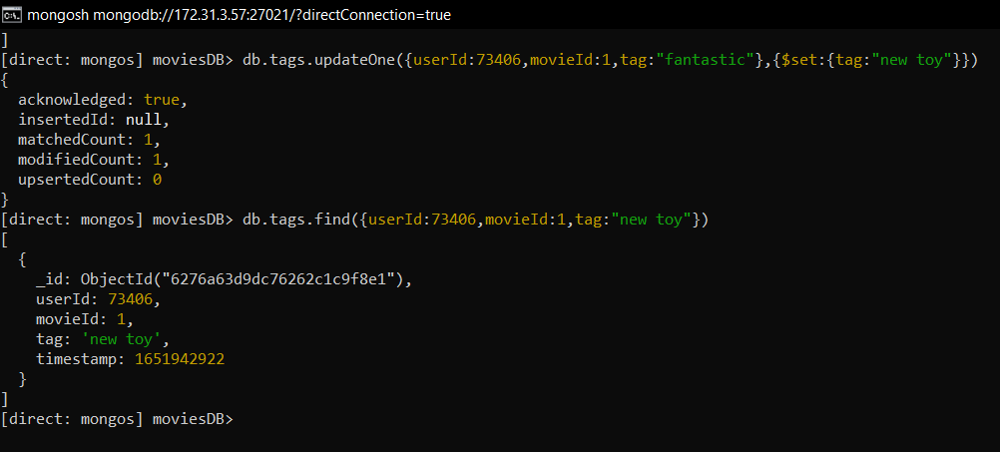 C:\. mongosh mongodb://172.31.3.57:27021/?directConnection=true
]
[direct: mongos] moviesDB> db.tags.updateOne({userId:73406,movieId:1,tag:"fantastic"},{$set:{tag:"new toy"}})
{
  acknowledged: true,
  insertedId: null,
  matchedCount: 1,
  modifiedCount: 1,
  upsertedCount: 0
}
[direct: mongos] moviesDB> db.tags.find({userId:73406,movieId:1,tag:"new toy"})
[
  {
    _id: ObjectId("6276a63d9dc76262c1c9f8e1"),
    userId: 73406,
    movieId: 1,
    tag: 'new toy',
    timestamp: 1651942922
  }
]
[direct: mongos] moviesDB>